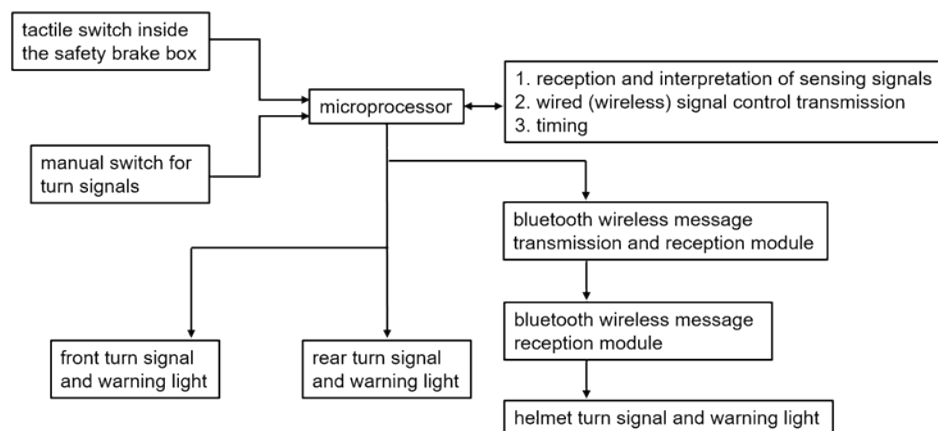 tactile switch inside
the safety brake box
microprocessor
1. reception and interpretation of sensing signals
2. wired (wireless) signal control transmission
3. timing
manual switch for
turn signals
bluetooth wireless message
transmission and reception module
bluetooth wireless message
reception module
front turn signal
and warning light
rear turn signal
and warning light
helmet turn signal and warning light